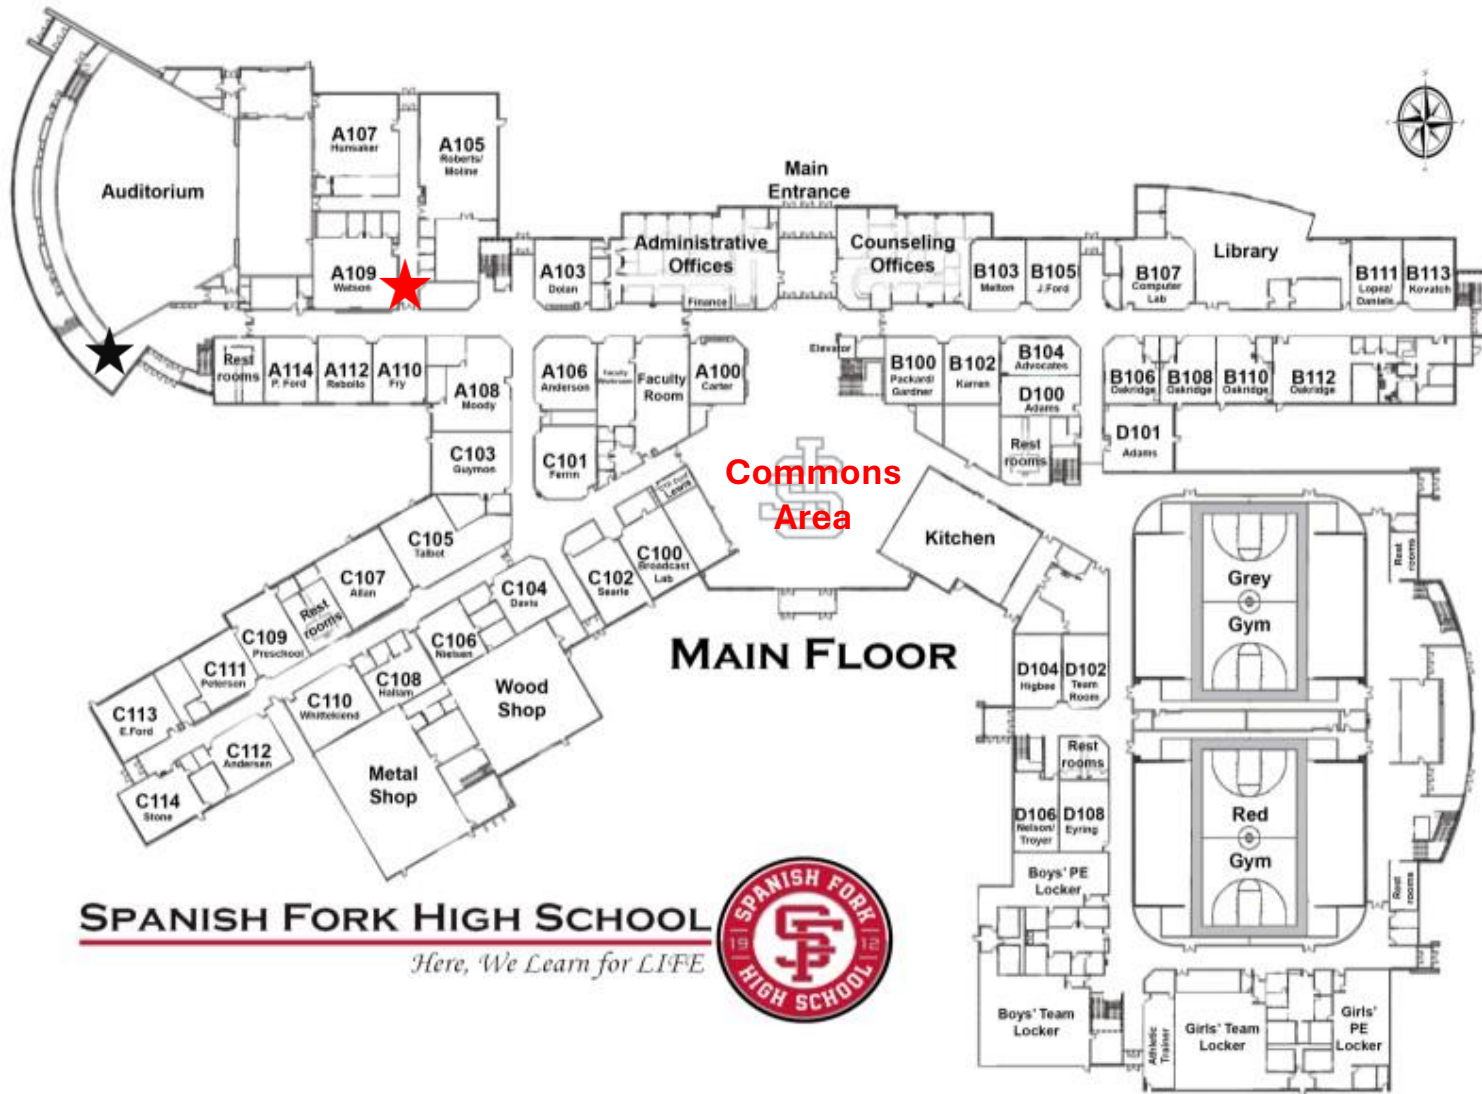 A107
Hunsaker
A105
Roberts/
Moline
Auditorium
A109
Watson
Main
Entrance
A103
Dolan
Administrative
Offices
Finance
Counseling
Offices
B103
Melton
B105
J.Ford
B107
Computer
Lab
Library
B111
Lopez/
Daniels
B113
Kovatch
Rest
rooms
A114
P. Ford
A112
Rebollo
A110
Fry
A108
Moody
A106
Anderson
Faculty
Workroom
Faculty
Room
A100
Carter
Elevator
B100
Packard/
Gardner
B102
Karren
B104
Advocates
D100
Adams
Rest
rooms
B106
Oakridge
B108
Oakridge
B110
Oakridge
B112
Oakridge
D101
Adams
C103
Guymon
C101
Ferrin
Lewis
Commons
Area
Kitchen
C105
Talbot
C107
Allan
Rest
rooms
C109
Preschool
C111
Peterson
C113
E.Ford
C100
Broadcast
Lab
C102
Searle
C104
Davis
C106
Nielsen
C108
Hallam
C110
Whittekiend
C112
Andersen
C114
Stone
Wood
Shop
Metal
Shop
MAIN FLOOR
Grey
Gym
Rest
rooms
D104
Higbee
D102
Team
Room
Rest
rooms
D106
Nelson/
Troyer
D108
Eyring
Red
Gym
Rest
rooms
Boys' PE
Locker
Boys' Team
Locker
Athletic
Trainer
Girls' Team
Locker
Girls'
PE
Locker
SPANISH FORK HIGH SCHOOL
Here, We Learn for LIFE
SPANISH FORK
19 SF 12
HIGH SCHOOL